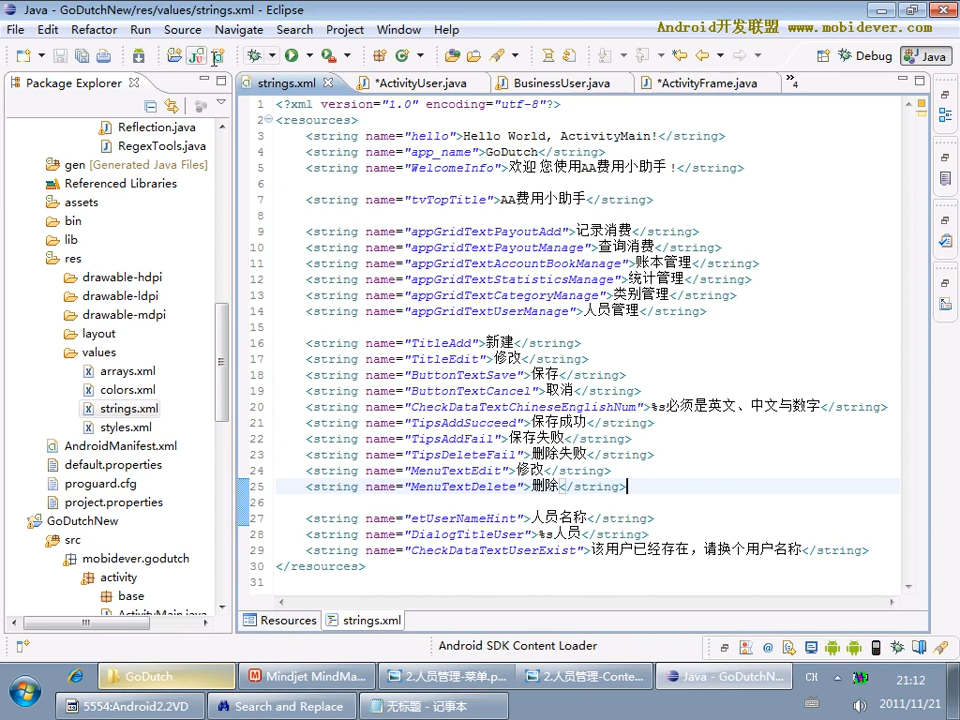 Java - GoDutchNew/res/values/strings.xml - Eclipse
File Edit Source Refactor Navigate Search Project Run Window Help
File Edit Refactor Run Source Navigate Search Project Window Help
Android开发联盟 www.mobidever.com
Debug Java
Package Explorer
strings.xml *ActivityUser.java BusinessUser.java *ActivityFrame.java »4
Reflection.java
RegexTools.java
gen [Generated Java Files]
Referenced Libraries
assets
bin
lib
res
drawable-hdpi
drawable-ldpi
drawable-mdpi
layout
values
arrays.xml
colors.xml
strings.xml
styles.xml
AndroidManifest.xml
default.properties
proguard.cfg
project.properties
GoDutchNew
src
mobidever.godutch
activity
base
ActivityMain.java
1 <?xml version="1.0" encoding="utf-8"?>
2 <resources>
3 <string name="hello">Hello World, ActivityMain!</string>
4 <string name="app_name">GoDutch</string>
5 <string name="WelcomeInfo">欢迎 您使用AA费用小助手！</string>
6
7 <string name="tvTopTitle">AA费用小助手</string>
8
9 <string name="appGridTextPayoutAdd">记录消费</string>
10 <string name="appGridTextPayoutManage">查询消费</string>
11 <string name="appGridTextAccountBookManage">账本管理</string>
12 <string name="appGridTextStatisticsManage">统计管理</string>
13 <string name="appGridTextCategoryManage">类别管理</string>
14 <string name="appGridTextUserManage">人员管理</string>
15
16 <string name="TitleAdd">新建</string>
17 <string name="TitleEdit">修改</string>
18 <string name="ButtonTextSave">保存</string>
19 <string name="ButtonTextCancel">取消</string>
20 <string name="CheckDataTextChineseEnglishNum">%s必须是英文、中文与数字</string>
21 <string name="TipsAddSucceed">保存成功</string>
22 <string name="TipsAddFail">保存失败</string>
23 <string name="TipsDeleteFail">删除失败</string>
24 <string name="MenuTextEdit">修改</string>
25 <string name="MenuTextDelete">删除</string>
26
27 <string name="etUserNameHint">人员名称</string>
28 <string name="DialogTitleUser">%s人员</string>
29 <string name="CheckDataTextUserExist">该用户已经存在，请换个用户名称</string>
30 </resources>
31
Resources strings.xml
Android SDK Content Loader
GoDutch Mindjet MindMa... 2.人员管理-菜单.p... 2.人员管理-Conte... Java - GoDutchN... CH 21:12
5554:Android2.2VD Search and Replace 无标题 - 记事本 2011/11/21